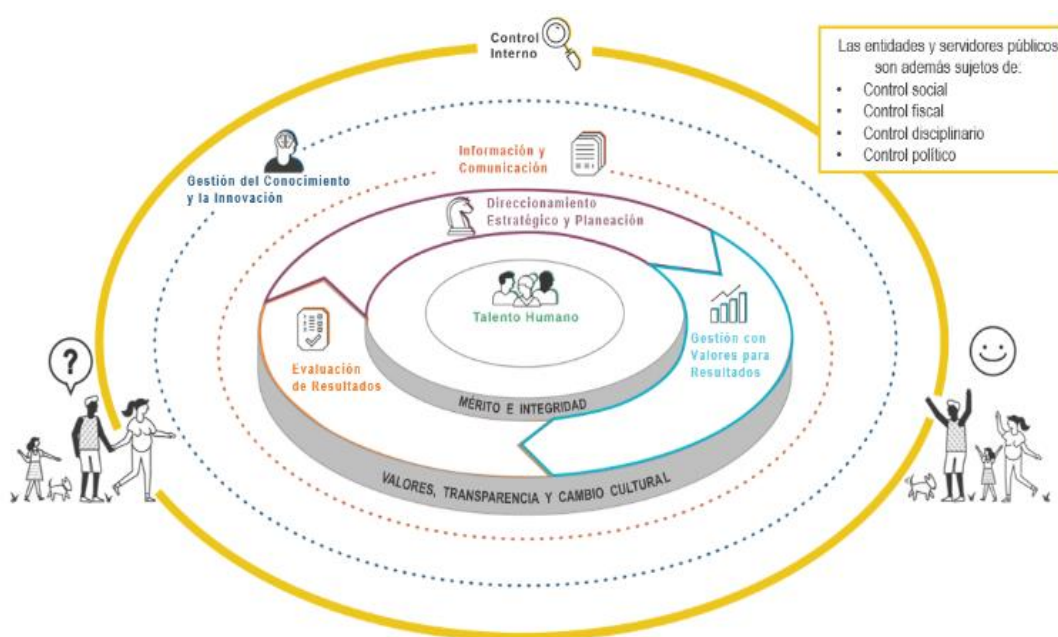 Control
Interno
Las entidades y servidores públicos
son además sujetos de:
• Control social
• Control fiscal
• Control disciplinario
• Control político
Información y
Comunicación
Gestión del Conocimiento
y la Innovación
Direccionamiento
Estratégico y Planeación
Talento Humano
Gestión con
Valores para
Resultados
Evaluación
de Resultados
MÉRITO E INTEGRIDAD
VALORES, TRANSPARENCIA Y CAMBIO CULTURAL
?